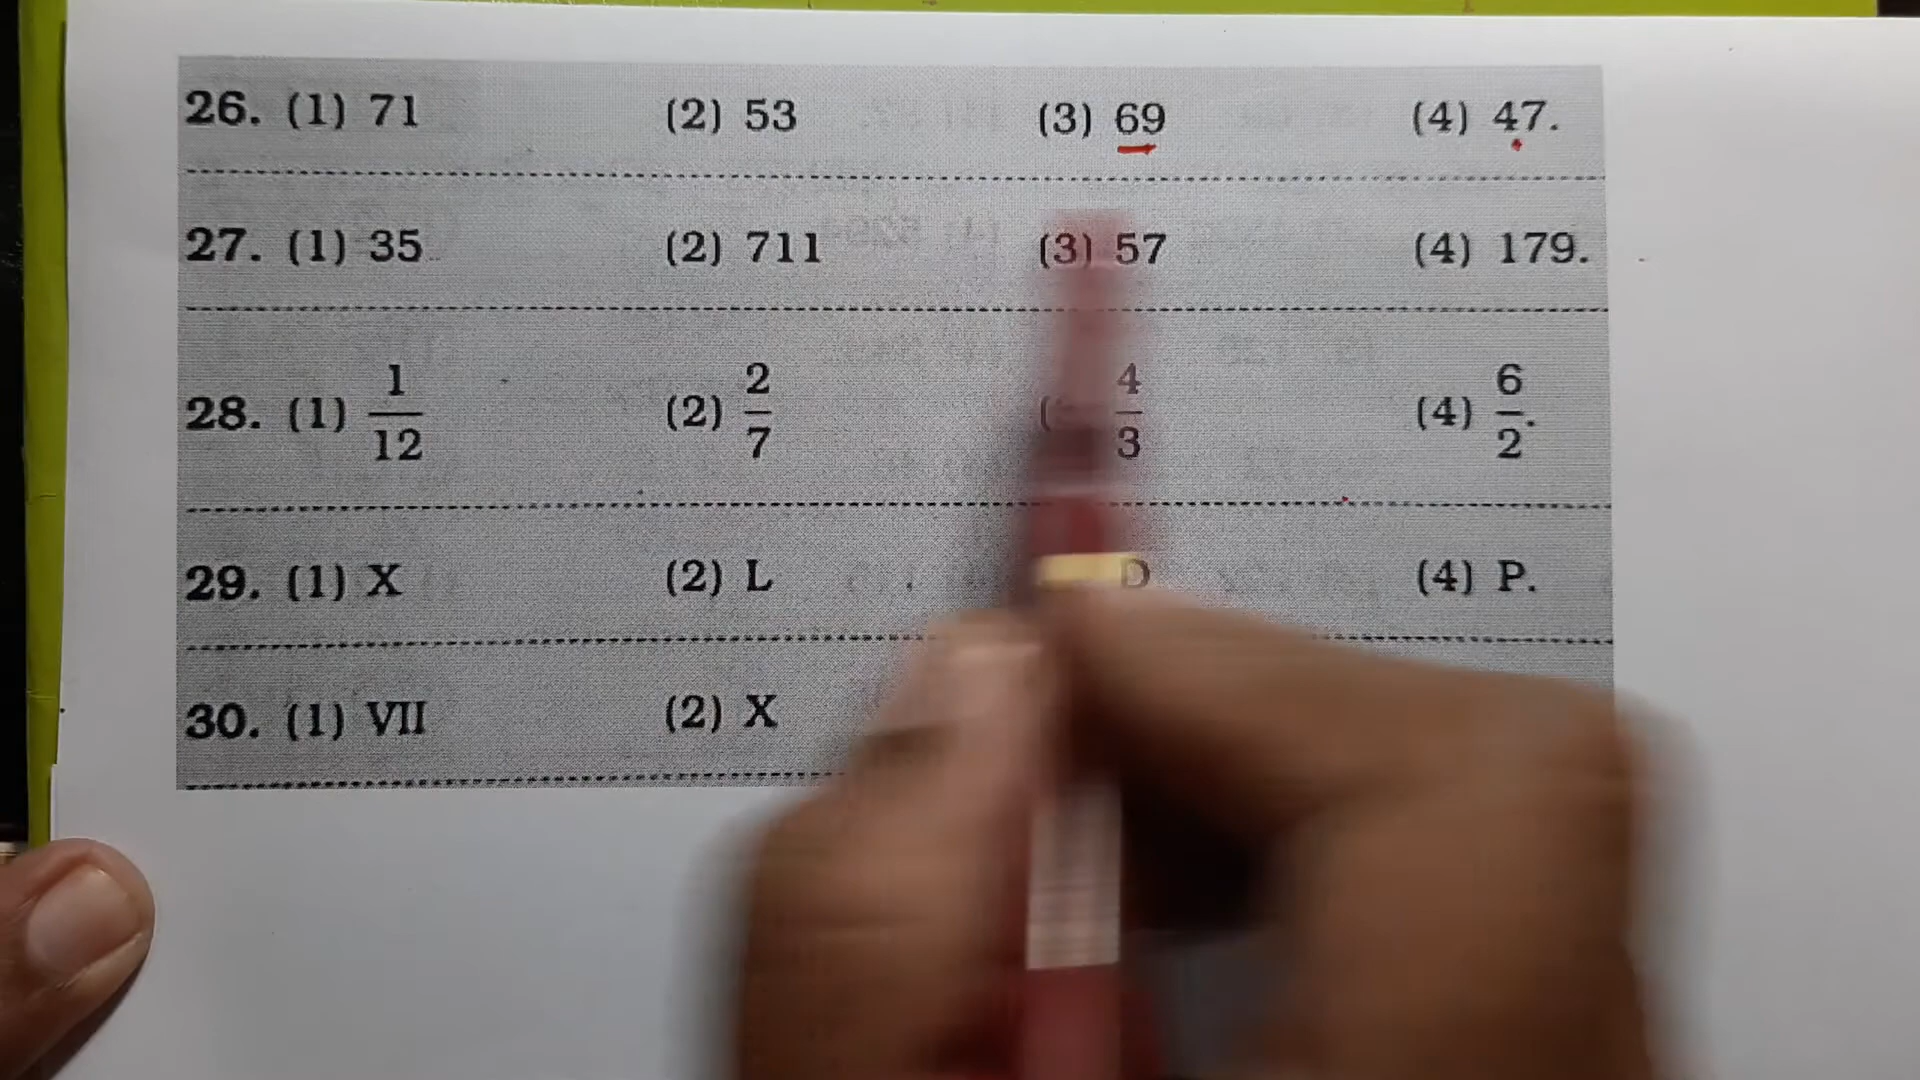 26. (1) 71 (2) 53 (3) 69 (4) 47.
27. (1) 35 (2) 711 (3) 57 (4) 179.
28. (1) 1/12 (2) 2/7 4/3 (4) 6/2.
29. (1) X (2) L D (4) P.
30. (1) VII (2) X